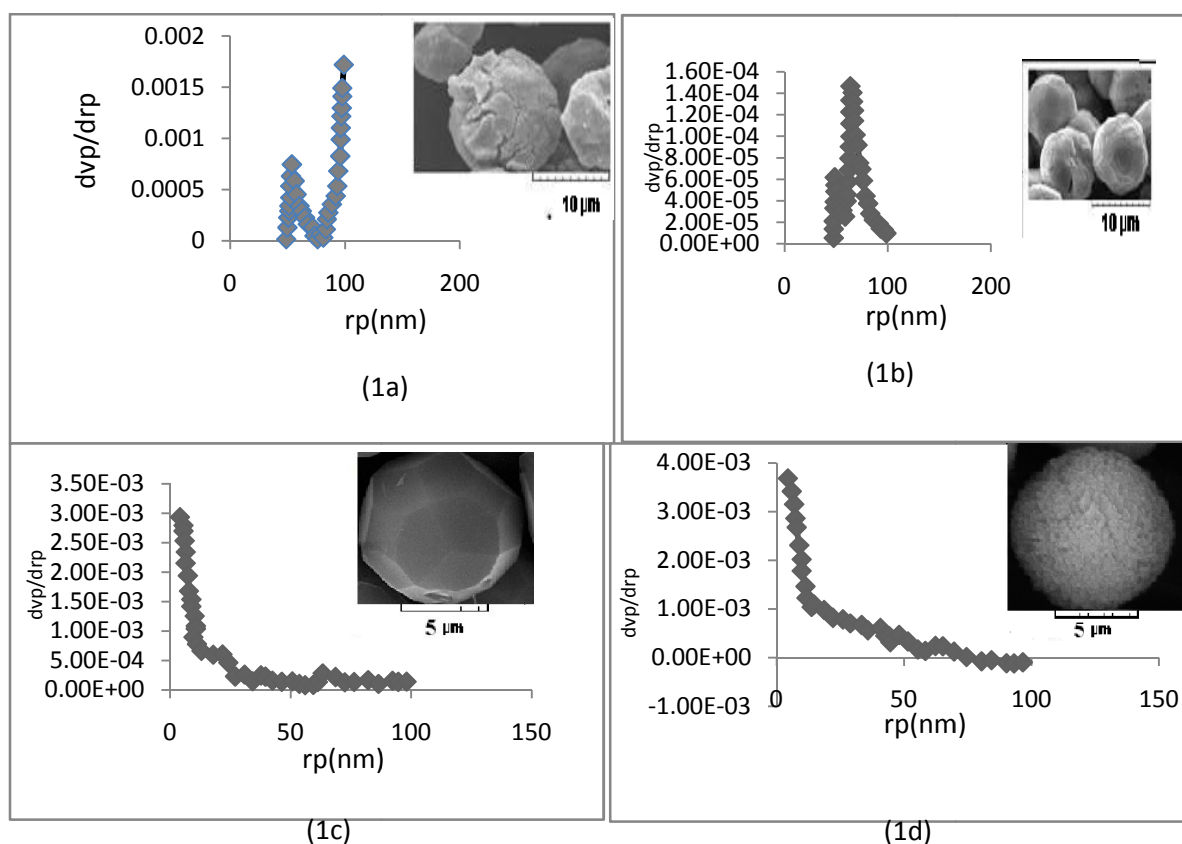 0.002
0.0015
0.001
0.0005
0
dvp/drp
0
100
200
rp(nm)
10 µm
(1a)
1.60E-04
1.40E-04
1.20E-04
1.00E-04
8.00E-05
6.00E-05
4.00E-05
2.00E-05
0.00E+00
dvp/drp
0
100
200
rp(nm)
10 µm
(1b)
3.50E-03
3.00E-03
2.50E-03
2.00E-03
1.50E-03
1.00E-03
5.00E-04
0.00E+00
dvp/drp
0
50
100
150
rp(nm)
5 µm
(1c)
4.00E-03
3.00E-03
2.00E-03
1.00E-03
0.00E+00
-1.00E-03
dvp/drp
0
50
100
150
rp(nm)
5 µm
(1d)